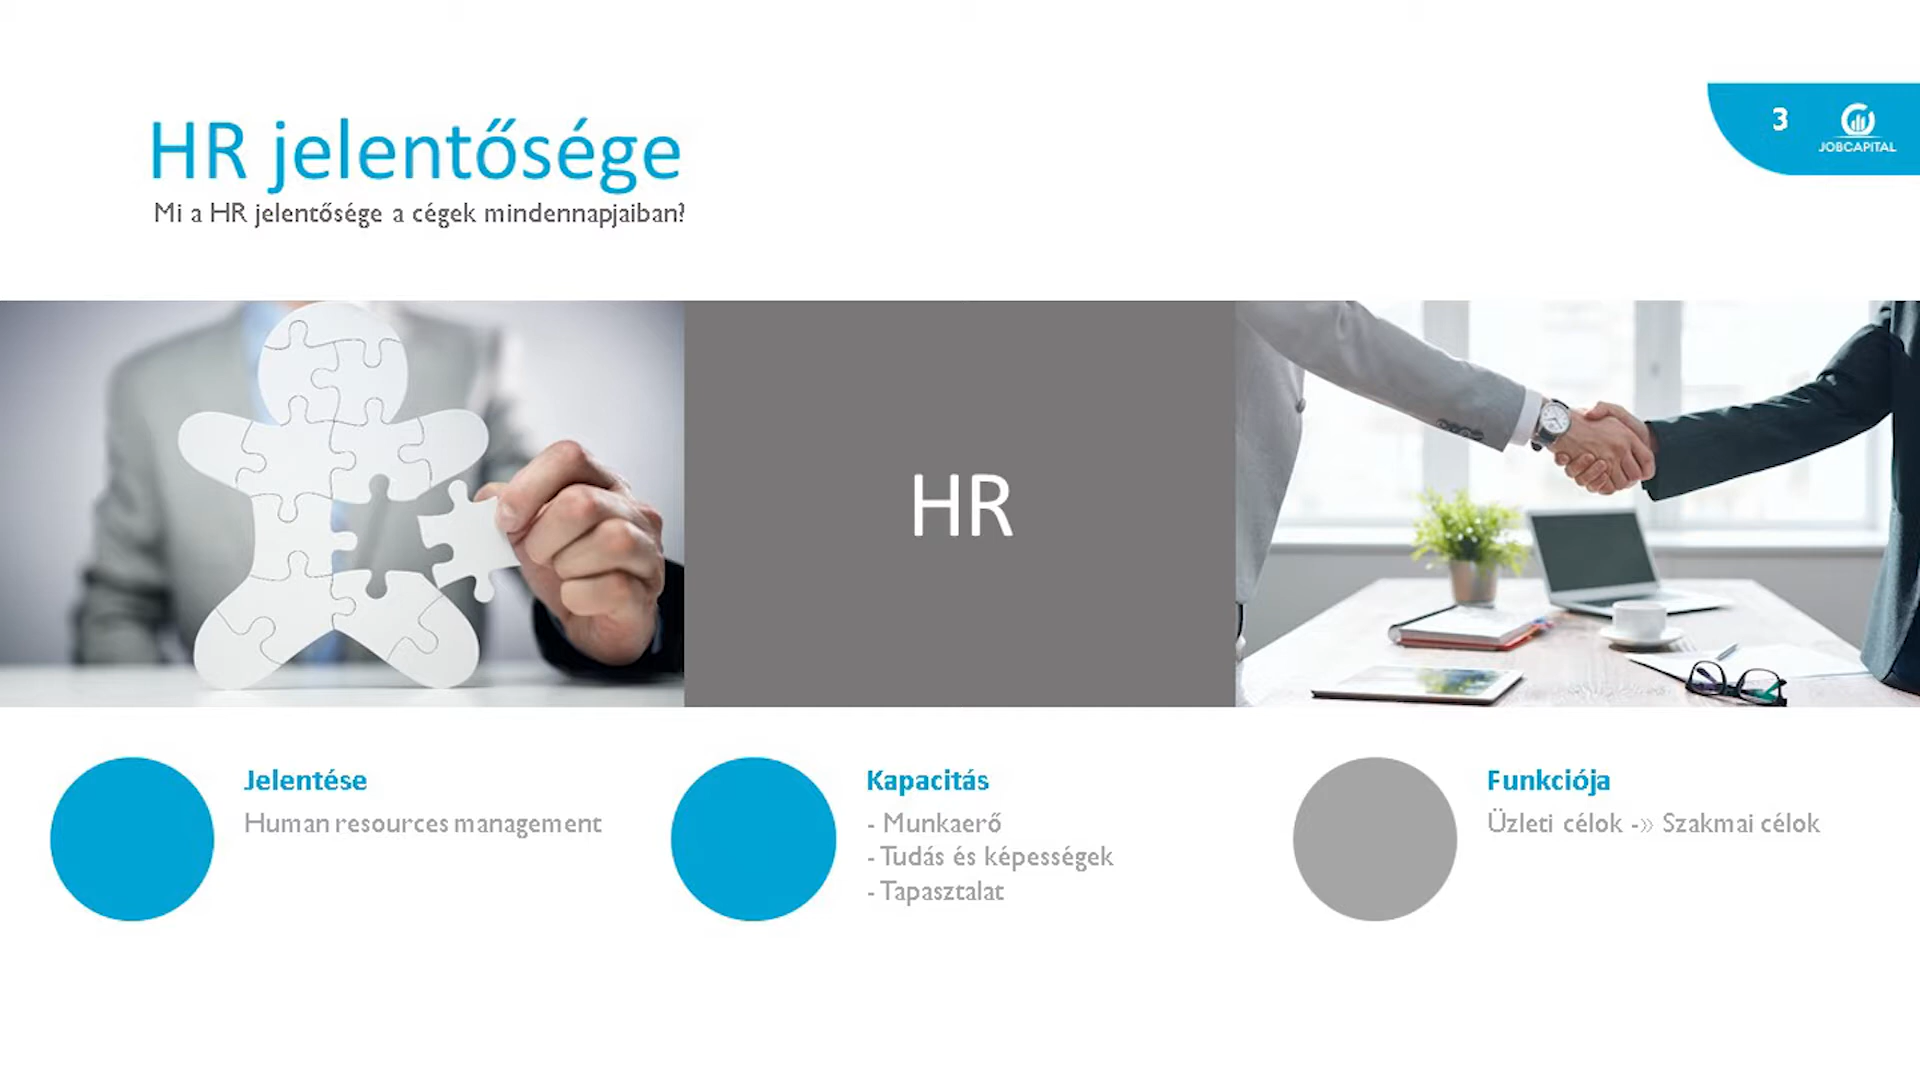 HR jelentősége
Mi a HR jelentősége a cégek mindennapjaiban?
3
JOBCAPITAL
HR
Jelentése
Human resources management
Kapacitás
- Munkaerő
- Tudás és képességek
- Tapasztalat
Funkciója
Üzleti célok -» Szakmai célok